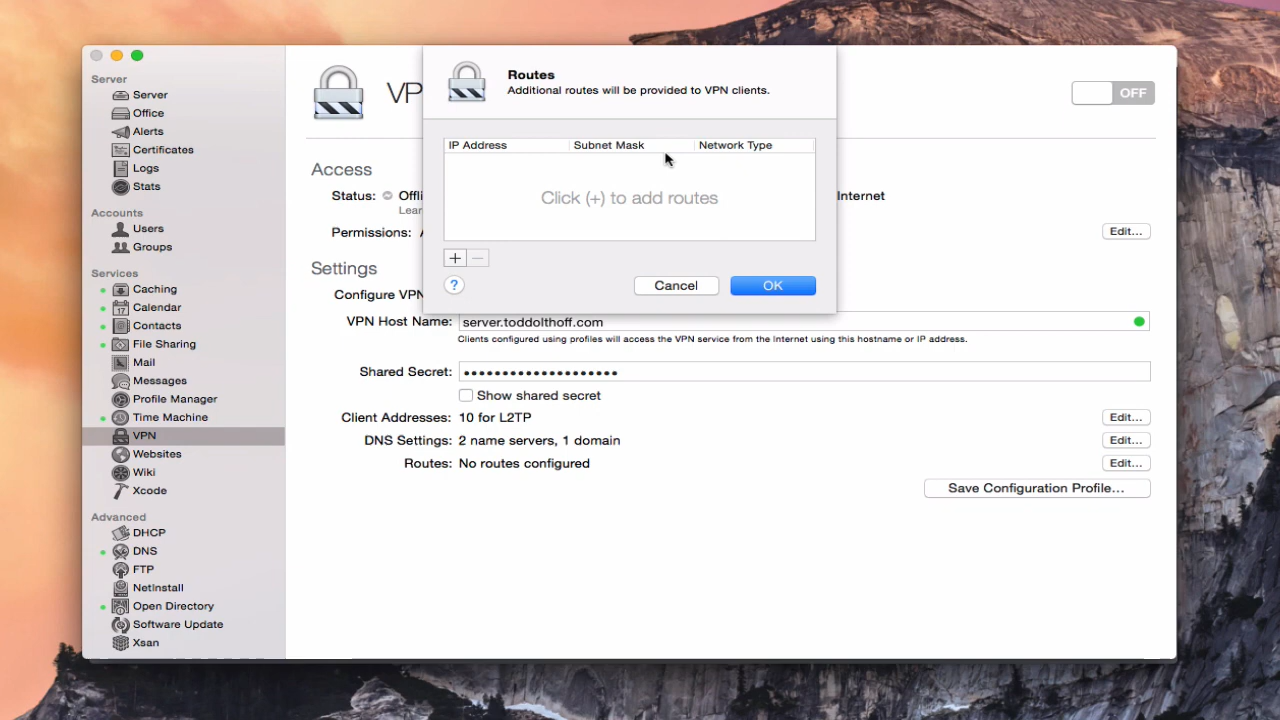 Server
Server
Office
Alerts
Certificates
Logs
Stats
Accounts
Users
Groups
Services
Caching
17
Calendar
Contacts
File Sharing
Mail
Messages
Profile Manager
Time Machine
VPN
Websites
Wiki
Xcode
Advanced
DHCP
DNS
FTP
NetInstall
Open Directory
Software Update
Xsan
VP
OFF
Routes
Additional routes will be provided to VPN clients.
IP Address Subnet Mask Network Type
Click (+) to add routes
+ −
? Cancel OK
Access
Status: Offli Internet
Lear
Permissions: A Edit...
Settings
Configure VPN
VPN Host Name: server.toddolthoff.com
Clients configured using profiles will access the VPN service from the Internet using this hostname or IP address.
Shared Secret: ••••••••••••••••••••
Show shared secret
Client Addresses: 10 for L2TP Edit...
DNS Settings: 2 name servers, 1 domain Edit...
Routes: No routes configured Edit...
Save Configuration Profile...